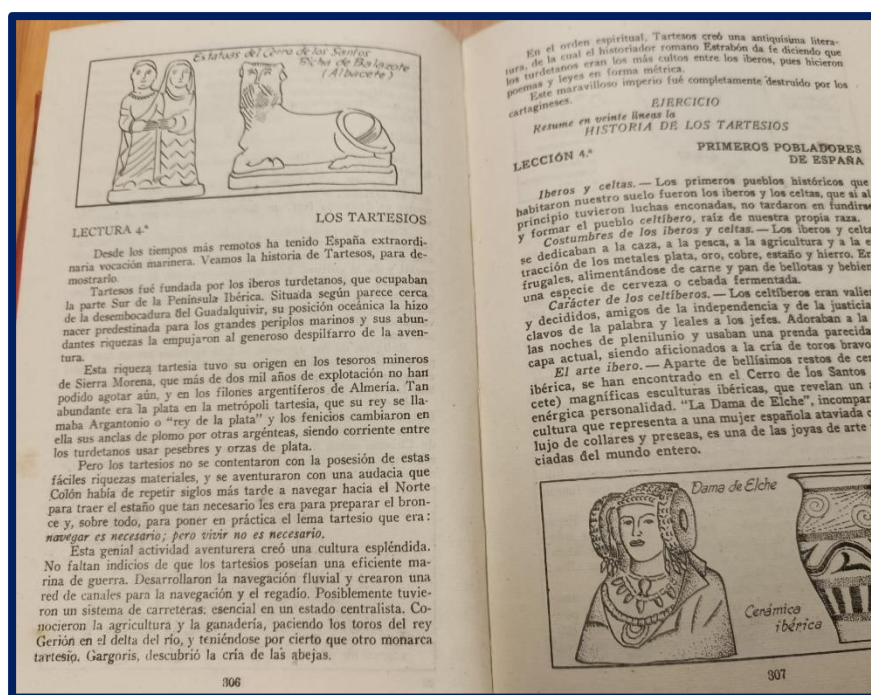 Estatuas del Cerro de los Santos
Bicha de Balazote
(Albacete)
LECTURA 4.ª
LOS TARTESIOS
Desde los tiempos más remotos ha tenido España extraordi-
naria vocación marinera. Veamos la historia de Tartesos, para de-
mostrarlo.
Tartesos fué fundada por los iberos turdetanos, que ocupaban
la parte Sur de la Península Ibérica. Situada según parece cerca
de la desembocadura del Guadalquivir, su posición oceánica la hizo
nacer predestinada para los grandes periplos marinos y sus abun-
dantes riquezas la empujaron al generoso despilfarro de la aven-
tura.
Esta riqueza tartesia tuvo su origen en los tesoros mineros
de Sierra Morena, que más de dos mil años de explotación no han
podido agotar aún, y en los filones argentíferos de Almería. Tan
abundante era la plata en la metrópoli tartesia, que su rey se lla-
maba Argantonio o "rey de la plata" y los fenicios cambiaron en
ella sus anclas de plomo por otras argénteas, siendo corriente entre
los turdetanos usar pesebres y orzas de plata.
Pero los tartesios no se contentaron con la posesión de estas
fáciles riquezas materiales, y se aventuraron con una audacia que
Colón había de repetir siglos más tarde a navegar hacia el Norte
para traer el estaño que tan necesario les era para preparar el bron-
ce y, sobre todo, para poner en práctica el lema tartesio que era:
navegar es necesario; pero vivir no es necesario.
Esta genial actividad aventurera creó una cultura espléndida.
No faltan indicios de que los tartesios poseían una eficiente ma-
rina de guerra. Desarrollaron la navegación fluvial y crearon una
red de canales para la navegación y el regadío. Posiblemente tuvie-
ron un sistema de carreteras, esencial en un estado centralista. Co-
nocieron la agricultura y la ganadería, paciendo los toros del rey
Gerión en el delta del río, y teniéndose por cierto que otro monarca
tartesio, Gargoris, descubrió la cría de las abejas.
306
En el orden espiritual, Tartesos creó una antiquísima litera-
tura, de la cual el historiador romano Estrabón da fe diciendo que
los turdetanos eran los más cultos entre los iberos, pues hicieron
poemas y leyes en forma métrica.
Este maravilloso imperio fué completamente destruido por los
cartagineses.
EJERCICIO
Resume en veinte líneas la
HISTORIA DE LOS TARTESIOS
LECCIÓN 4.ª
PRIMEROS POBLADORES
DE ESPAÑA
Iberos y celtas. — Los primeros pueblos históricos que
habitaron nuestro suelo fueron los iberos y los celtas, que si al
principio tuvieron luchas enconadas, no tardaron en fundirse
y formar el pueblo celtíbero, raíz de nuestra propia raza.
Costumbres de los iberos y celtas. — Los iberos y celta
se dedicaban a la caza, a la pesca, a la agricultura y a la e
tracción de los metales plata, oro, cobre, estaño y hierro. Er
frugales, alimentándose de carne y pan de bellotas y bebien
una especie de cerveza o cebada fermentada.
Carácter de los celtíberos. — Los celtíberos eran valien
y decididos, amigos de la independencia y de la justicia
clavos de la palabra y leales a los jefes. Adoraban a la
las noches de plenilunio y usaban una prenda parecida
capa actual, siendo aficionados a la cría de toros bravo
El arte ibero. — Aparte de bellísimos restos de cer
ibérica, se han encontrado en el Cerro de los Santos
cete) magníficas esculturas ibéricas, que revelan un a
enérgica personalidad. "La Dama de Elche", incompar
cultura que representa a una mujer española ataviada c
lujo de collares y preseas, es una de las joyas de arte
ciadas del mundo entero.
Dama de Elche
Cerámica
ibérica
307